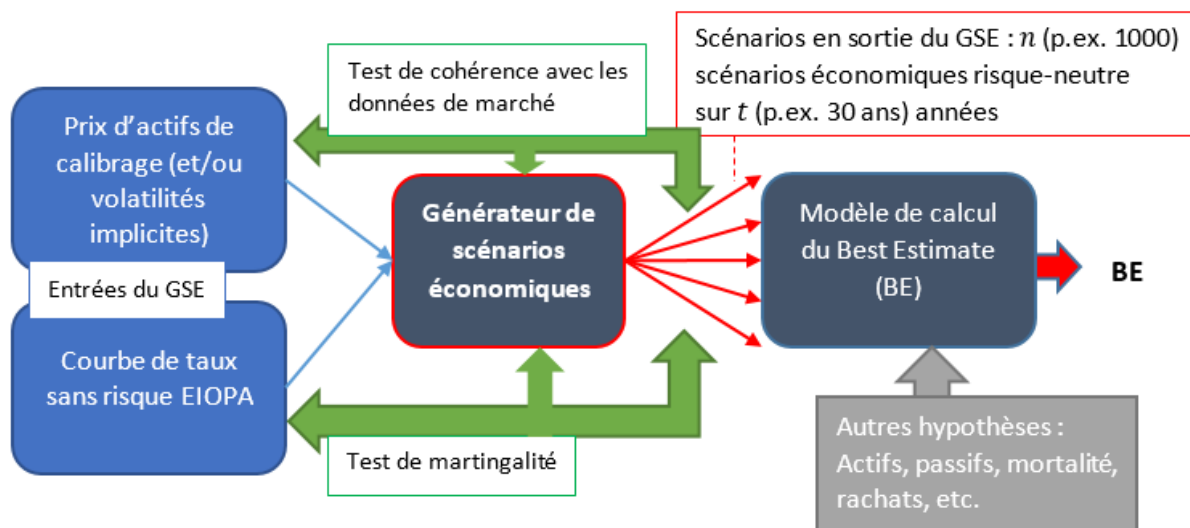 Prix d'actifs de
calibrage (et/ou
volatilités
implicites)
Entrées du GSE
Courbe de taux
sans risque EIOPA
Test de cohérence avec les
données de marché
Générateur de
scénarios
économiques
Test de martingalité
Scénarios en sortie du GSE : n (p.ex. 1000)
scénarios économiques risque-neutre
sur t (p.ex. 30 ans) années
Modèle de calcul
du Best Estimate
(BE)
BE
Autres hypothèses :
Actifs, passifs, mortalité,
rachats, etc.